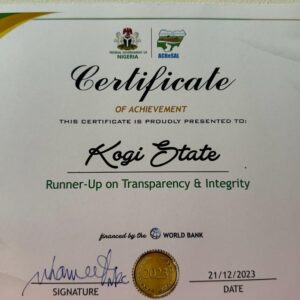 FEDERAL GOVERNMENT OF
NIGERIA
ACReSAL
Certificate
OF ACHIEVEMENT
THIS CERTIFICATE IS PROUDLY PRESENTED TO:
Kogi State
Runner-Up on Transparency & Integrity
financed by the WORLD BANK
2023
21/12/2023
SIGNATURE
DATE